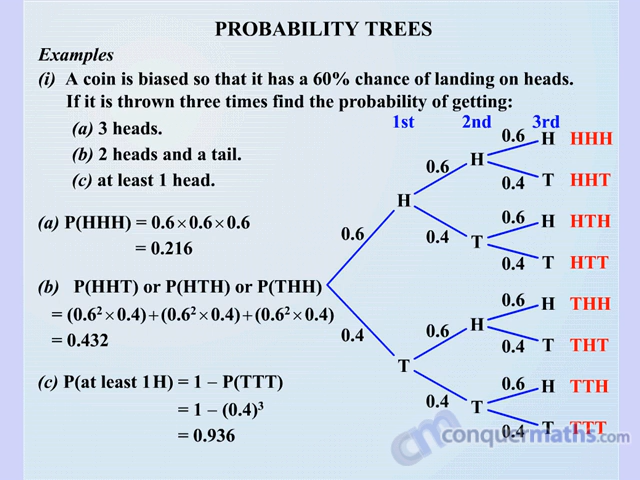 PROBABILITY TREES
Examples
(i) A coin is biased so that it has a 60% chance of landing on heads.
If it is thrown three times find the probability of getting:
(a) 3 heads.
(b) 2 heads and a tail.
(c) at least 1 head.
(a) P(HHH) = 0.6×0.6×0.6
= 0.216
(b) P(HHT) or P(HTH) or P(THH)
= (0.6²×0.4)+(0.6²×0.4)+(0.6²×0.4)
= 0.432
(c) P(at least 1H) = 1 – P(TTT)
= 1 – (0.4)³
= 0.936
1st 2nd 3rd
0.6 H HHH
0.6 H
0.4 T HHT
H
0.6
0.6 H HTH
0.4 T
0.4 T HTT
0.6 H THH
0.4
0.6 H
0.4 T THT
T
0.6 H TTH
0.4 T
0.4 T TTT
cm conquermaths.com